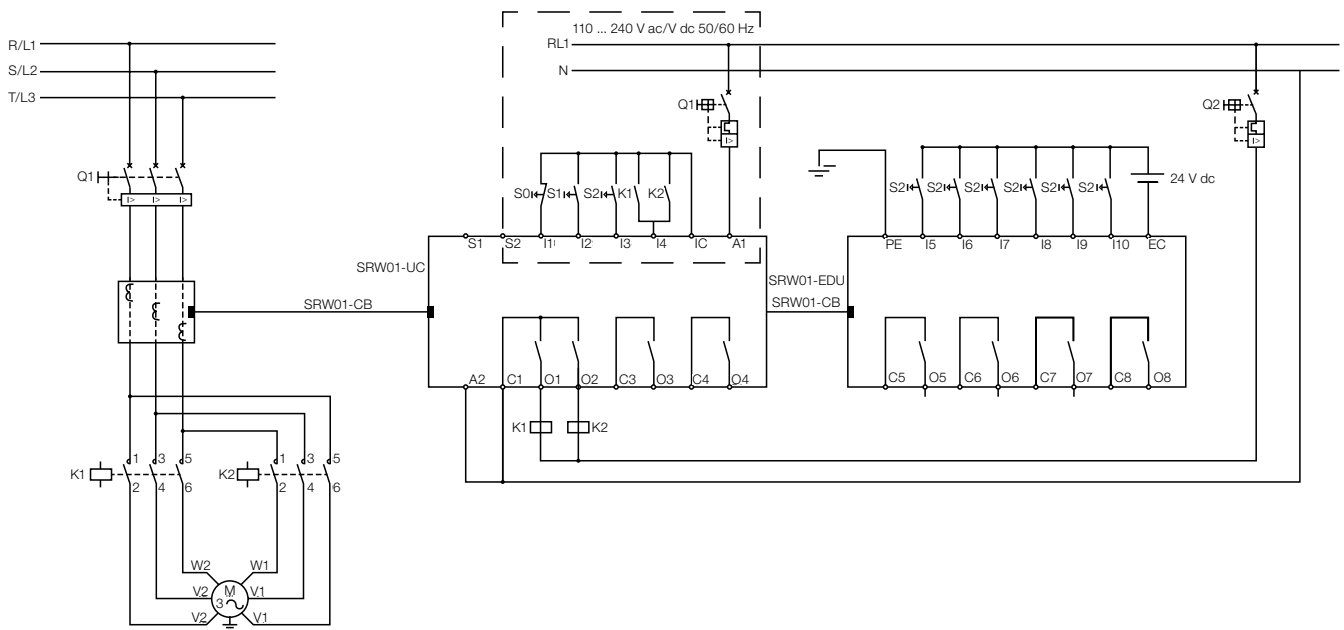 110 ... 240 V ac/V dc 50/60 Hz
R/L1
S/L2
T/L3
RL1
N
Q1
Q2
Q1
I>
I>
I>
I>
I>
S0
S1
S2
K1
K2
S2
S2
S2
S2
S2
S2
24 V dc
S1
S2
I1
I2
I3
I4
IC
A1
PE
I5
I6
I7
I8
I9
I10
EC
SRW01-UC
SRW01-EDU
SRW01-CB
SRW01-CB
A2
C1
O1
O2
C3
O3
C4
O4
C5
O5
C6
O6
C7
O7
C8
O8
K1
K2
K1
1
3
5
2
4
6
K2
1
3
5
2
4
6
W2
W1
V2
M
3
V1
V2
V1